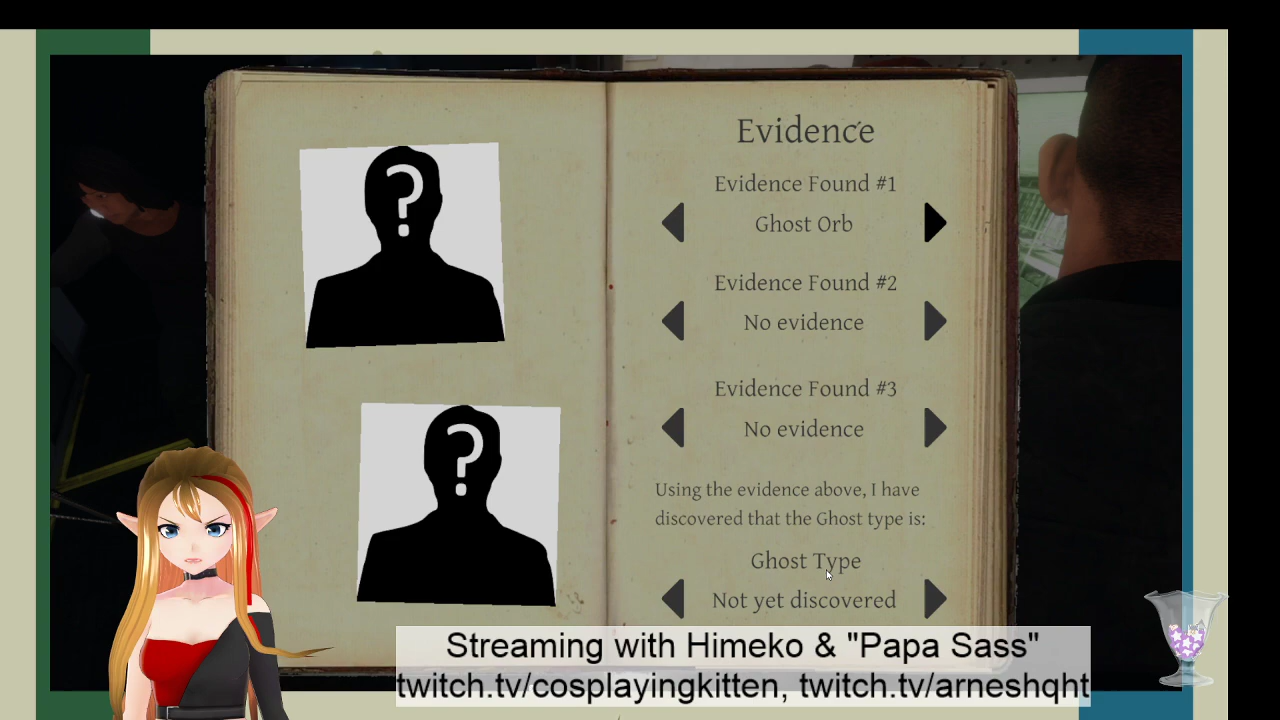 ?
?
Evidence
Evidence Found #1
Ghost Orb
Evidence Found #2
No evidence
Evidence Found #3
No evidence
Using the evidence above, I have
discovered that the Ghost type is:
Ghost Type
Not yet discovered
Streaming with Himeko & "Papa Sass"
twitch.tv/cosplayingkitten, twitch.tv/arneshqht